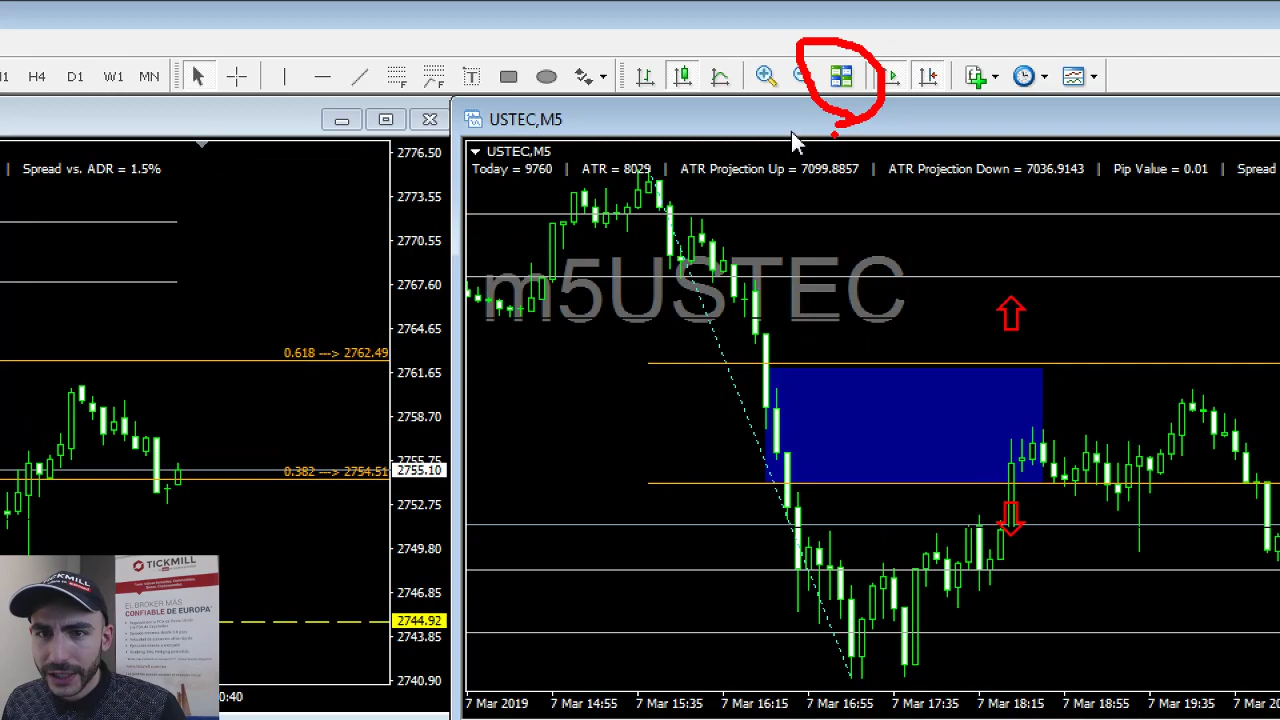 H4 D1 W1 MN
USTEC,M5
USTEC,M5
Spread vs. ADR = 1.5%
Today = 9760 | ATR = 8029 | ATR Projection Up = 7099.8857 | ATR Projection Down = 7036.9143 | Pip Value = 0.01 | Spread
m5USTEC
2776.50
2773.55
2770.55
2767.60
2764.65
0.618 ---> 2762.49
2761.65
2758.70
2755.75
2755.10
0.382 ---> 2754.51
2752.75
2749.80
2746.85
2744.92
2743.85
2740.90
TICKMILL
TICKMILL
EL BROKER MÁS
CONFIABLE DE EUROPA
0:40
7 Mar 2019 7 Mar 14:55 7 Mar 15:35 7 Mar 16:15 7 Mar 16:55 7 Mar 17:35 7 Mar 18:15 7 Mar 18:55 7 Mar 19:35 7 Mar 20:15